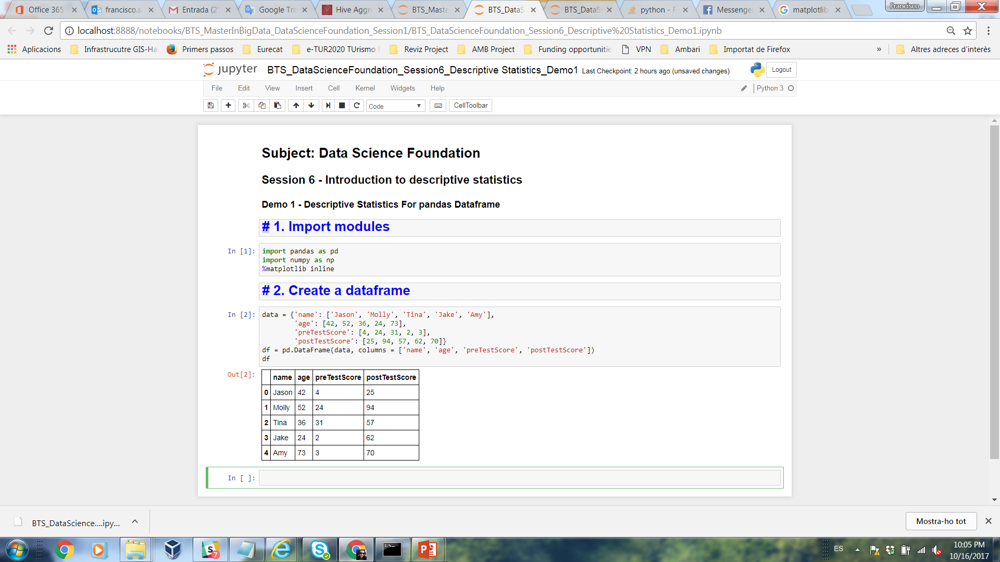 Office 365
francisco.s
Entrada (2
Google Tra
Hive Aggr
BTS_Maste
BTS_DataS
BTS_DataS
python - F
Messenge
matplotlib
Francisco
localhost:8888/notebooks/BTS_MasterInBigData_DataScienceFoundation_Session1/BTS_DataScienceFoundation_Session6_Descriptive%20Statistics_Demo1.ipynb
Aplicacions
Infrastrucutre GIS-Ha
Primers passos
Eurecat
e-TUR2020 TUrismo F
Reviz Project
AMB Project
Funding opportunitie
VPN
Ambari
Importat de Firefox
»
Altres adreces d'interès
jupyter BTS_DataScienceFoundation_Session6_Descriptive Statistics_Demo1 Last Checkpoint: 2 hours ago (unsaved changes)
Logout
File Edit View Insert Cell Kernel Widgets Help
Python 3
Code
CellToolbar
Subject: Data Science Foundation
Session 6 - Introduction to descriptive statistics
Demo 1 - Descriptive Statistics For pandas Dataframe
# 1. Import modules
In [1]: import pandas as pd
import numpy as np
%matplotlib inline
# 2. Create a dataframe
In [2]: data = {'name': ['Jason', 'Molly', 'Tina', 'Jake', 'Amy'],
'age': [42, 52, 36, 24, 73],
'preTestScore': [4, 24, 31, 2, 3],
'postTestScore': [25, 94, 57, 62, 70]}
df = pd.DataFrame(data, columns = ['name', 'age', 'preTestScore', 'postTestScore'])
df
Out[2]:
name age preTestScore postTestScore
0 Jason 42 4 25
1 Molly 52 24 94
2 Tina 36 31 57
3 Jake 24 2 62
4 Amy 73 3 70
In [ ]:
BTS_DataScience....ipy...
Mostra-ho tot
S 7
C:\_
ES
10:05 PM
10/16/2017